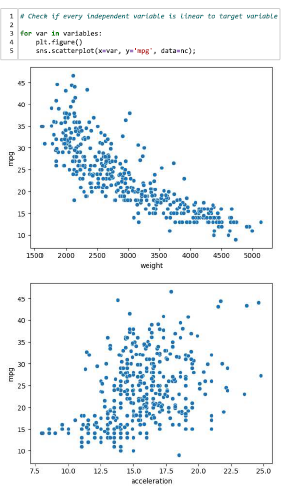 1 # Check if every independent variable is linear to target variable
2
3 for var in variables:
4     plt.figure()
5     sns.scatterplot(x=var, y='mpg', data=nc);
45
40
35
30
25
20
15
10
mpg
1500 2000 2500 3000 3500 4000 4500 5000
weight
45
40
35
30
25
20
15
10
mpg
7.5 10.0 12.5 15.0 17.5 20.0 22.5 25.0
acceleration